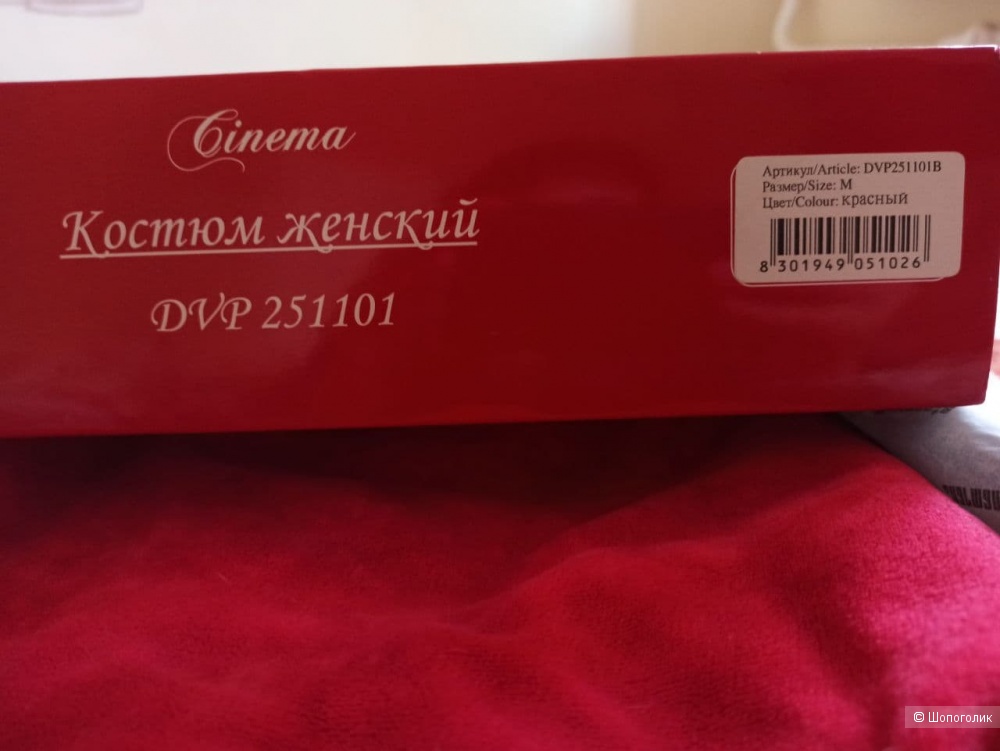 Cinema
Костюм женский
DVP 251101
Артикул/Article: DVP251101B
Размер/Size: M
Цвет/Colour: красный
8 301949 051026
© Шопоголик